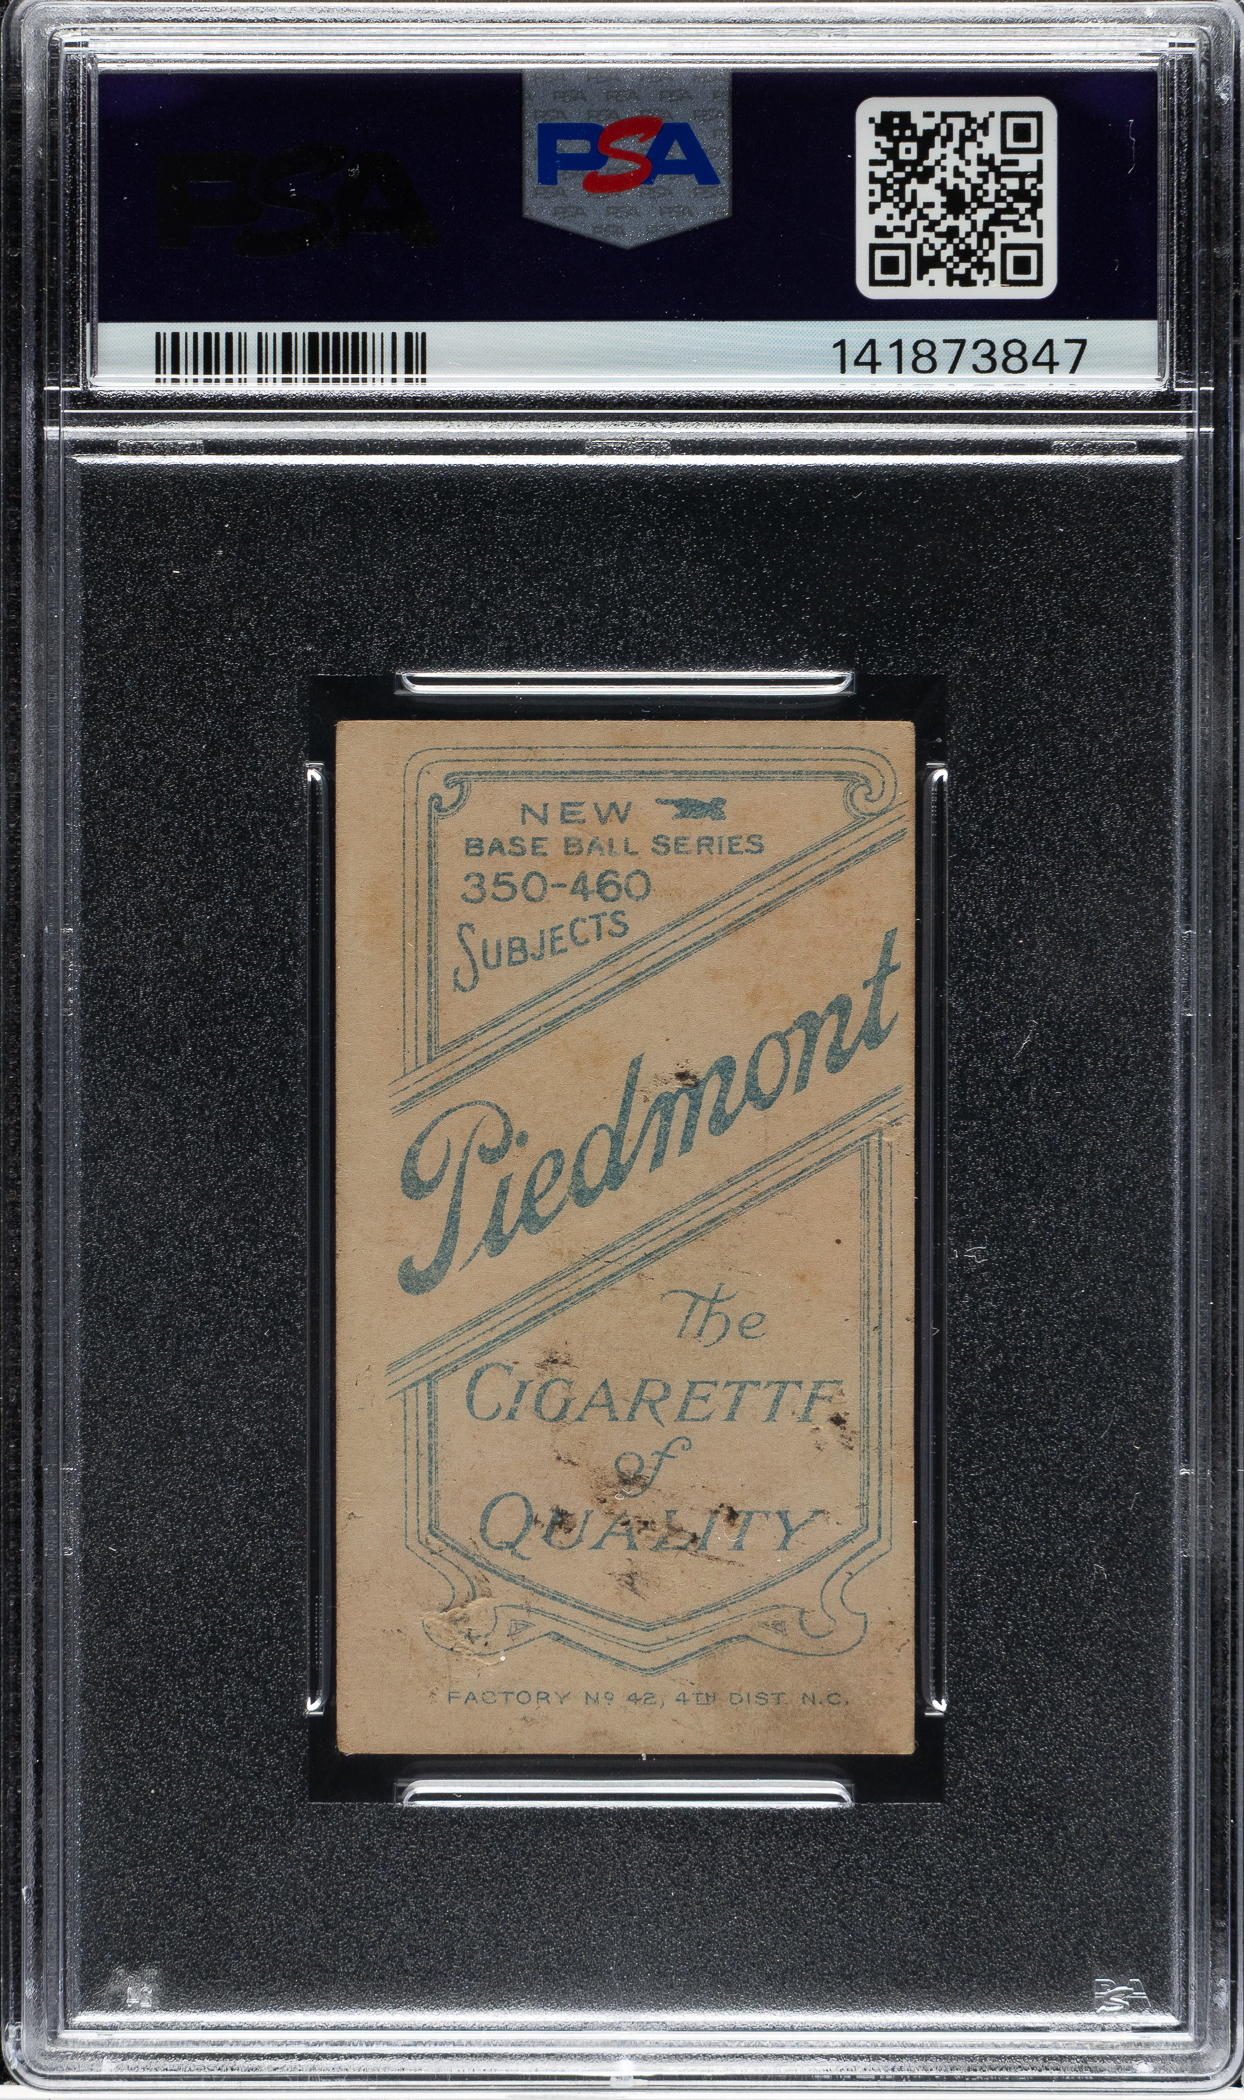 PSA
PSA
141873847
NEW
BASE BALL SERIES
350-460
SUBJECTS
Piedmont
The
CIGARETTE
of
QUALITY
FACTORY Nº 42, 4TH DIST. N.C.
PSA